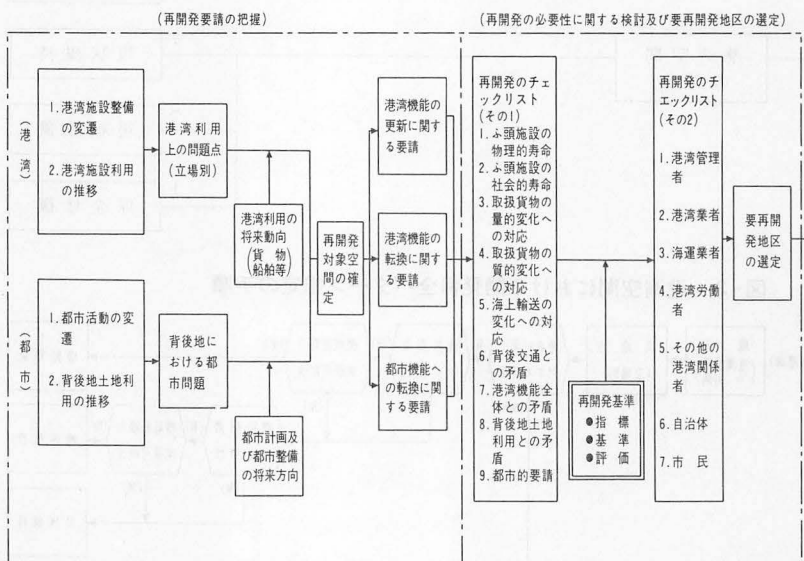 (再開発要請の把握)
(再開発の必要性に関する検討及び要再開発地区の選定)
(港湾)
1. 港湾施設整備
の変遷
2. 港湾施設利用
の推移
港湾利用
上の問題点
(立場別)
(都市)
1. 都市活動の変
遷
2. 背後地土地利
用の推移
背後地に
おける都
市問題
港湾利用の
将来動向
(貨物
船舶等)
都市計画及
び都市整備
の将来方向
再開発
対象空
間の確
定
港湾機能の
更新に関す
る要請
港湾機能の
転換に関す
る要請
都市機能へ
の転換に関
する要請
再開発のチェ
ックリスト
(その1)
1. ふ頭施設の
物理的寿命
2. ふ頭施設の
社会的寿命
3. 取扱貨物の
量的変化へ
の対応
4. 取扱貨物の
質的変化へ
の対応
5. 海上輸送の
変化への対
応
6. 背後交通と
の矛盾
7. 港湾機能全
体との矛盾
8. 背後地土地
利用との矛
盾
9. 都市的要請
再開発基準
●指標
●基準
●評価
再開発のチ
エックリスト
(その2)
1. 港湾管理
者
2. 港湾業者
3. 海運業者
4. 港湾労働
者
5. その他の
港湾関係
者
6. 自治体
7. 市民
要再開
発地区
の選定